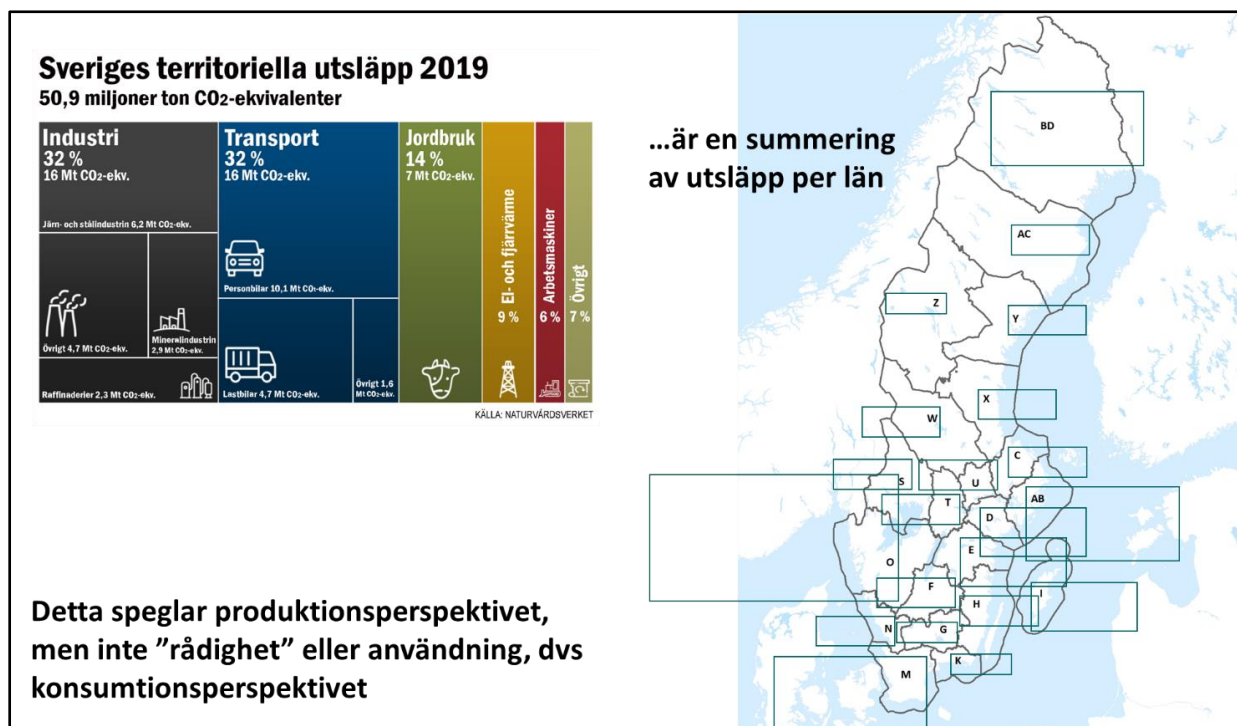 Sveriges territoriella utsläpp 2019
50,9 miljoner ton CO2-ekvivalenter
Industri
32 %
16 Mt CO2-ekv.
Järn- och stålindustrin 6,2 Mt CO2-ekv.
Övrigt 4,7 Mt CO2-ekv.
Mineralindustrin
2,9 Mt CO2-ekv.
Raffinaderier 2,3 Mt CO2-ekv.
Transport
32 %
16 Mt CO2-ekv.
Personbilar 10,1 Mt CO2-ekv.
Lastbilar 4,7 Mt CO2-ekv.
Övrigt 1,6
Mt CO2-ekv.
Jordbruk
14 %
7 Mt CO2-ekv.
El- och fjärrvärme
9 %
Arbetsmaskiner
6 %
Övrigt
7 %
KÄLLA: NATURVÅRDSVERKET
...är en summering
av utsläpp per län
BD
AC
Z
Y
X
W
C
S
U
T
AB
D
E
O
F
I
H
N
G
K
M
Detta speglar produktionsperspektivet,
men inte ”rådighet” eller användning, dvs
konsumtionsperspektivet